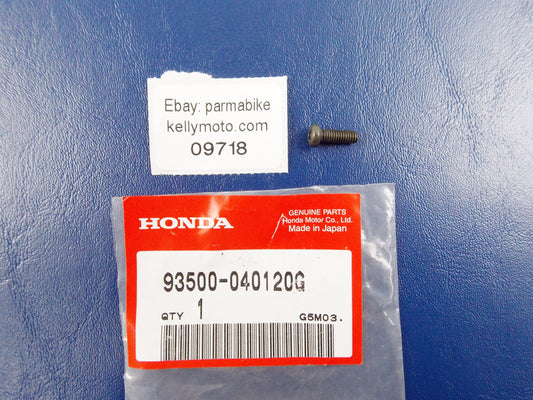 Ebay: parmabike
kellymoto.com
09718
HONDA
GENUINE PARTS
Honda Motor Co., Ltd.
Made in Japan
93500-040120G
QTY 1
G5M03.